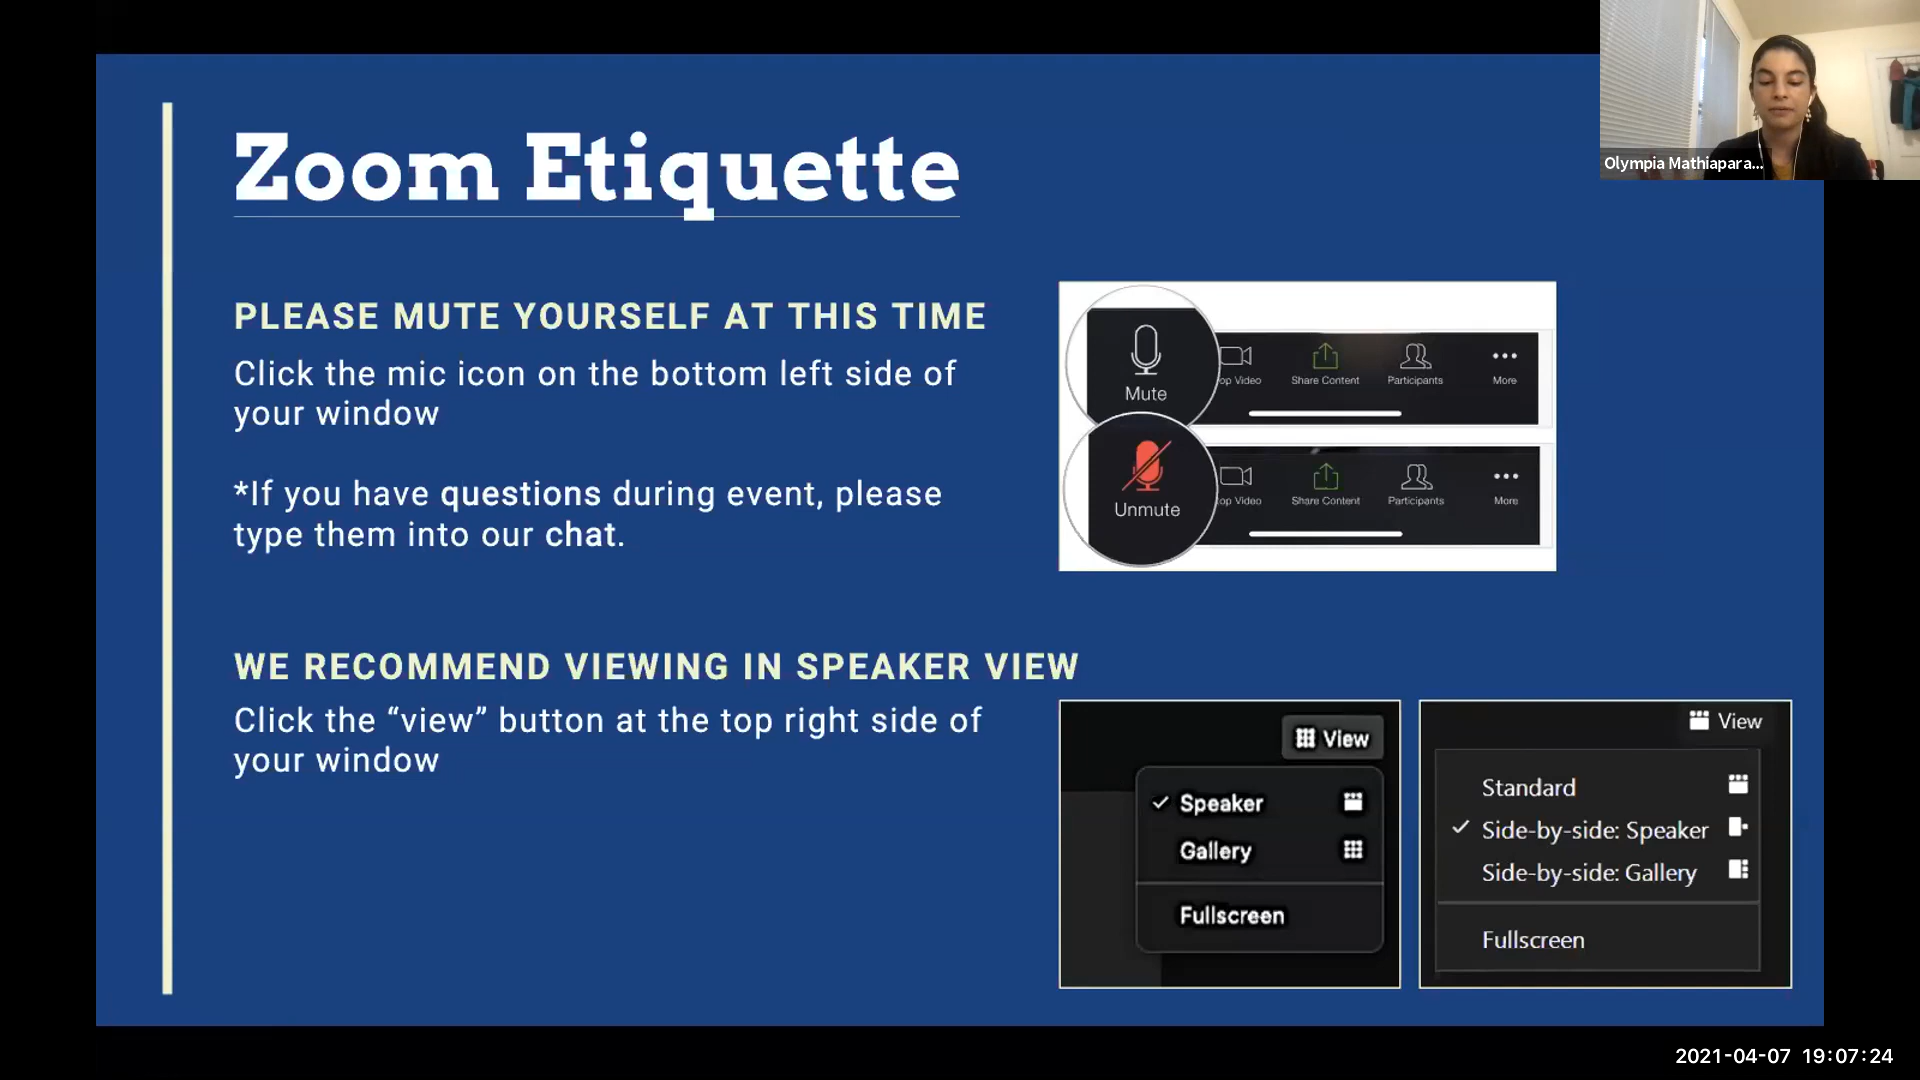 Zoom Etiquette
Olympia Mathiapara...
PLEASE MUTE YOURSELF AT THIS TIME
Click the mic icon on the bottom left side of
your window
*If you have questions during event, please
type them into our chat.
Mute
op Video
Share Content
Participants
More
Unmute
op Video
Share Content
Participants
More
WE RECOMMEND VIEWING IN SPEAKER VIEW
Click the “view” button at the top right side of
your window
View
Speaker
Gallery
Fullscreen
View
Standard
Side-by-side: Speaker
Side-by-side: Gallery
Fullscreen
2021-04-07 19:07:24